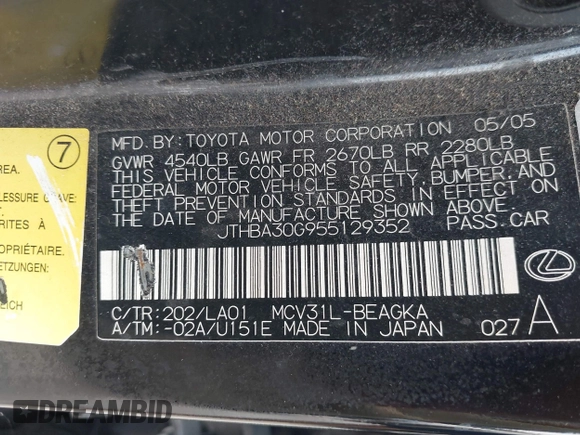 MFD. BY: TOYOTA MOTOR CORPORATION 05/05
GVWR 4540LB GAWR FR 2670LB RR 2280LB
THIS VEHICLE CONFORMS TO ALL APPLICABLE
FEDERAL MOTOR VEHICLE SAFETY, BUMPER, AND
THEFT PREVENTION STANDARDS IN EFFECT ON
THE DATE OF MANUFACTURE SHOWN ABOVE.
JTHBA30G955129352 PASS. CAR
C/TR: 202/LA01 MCV31L-BEAGKA
A/TM: -02A/U151E MADE IN JAPAN 027 A
7
REA.
LESSURE GRAVE:
RITES À
PROPRIÉTAIRE.
ETZUNGEN:
LICH
DREAMBID